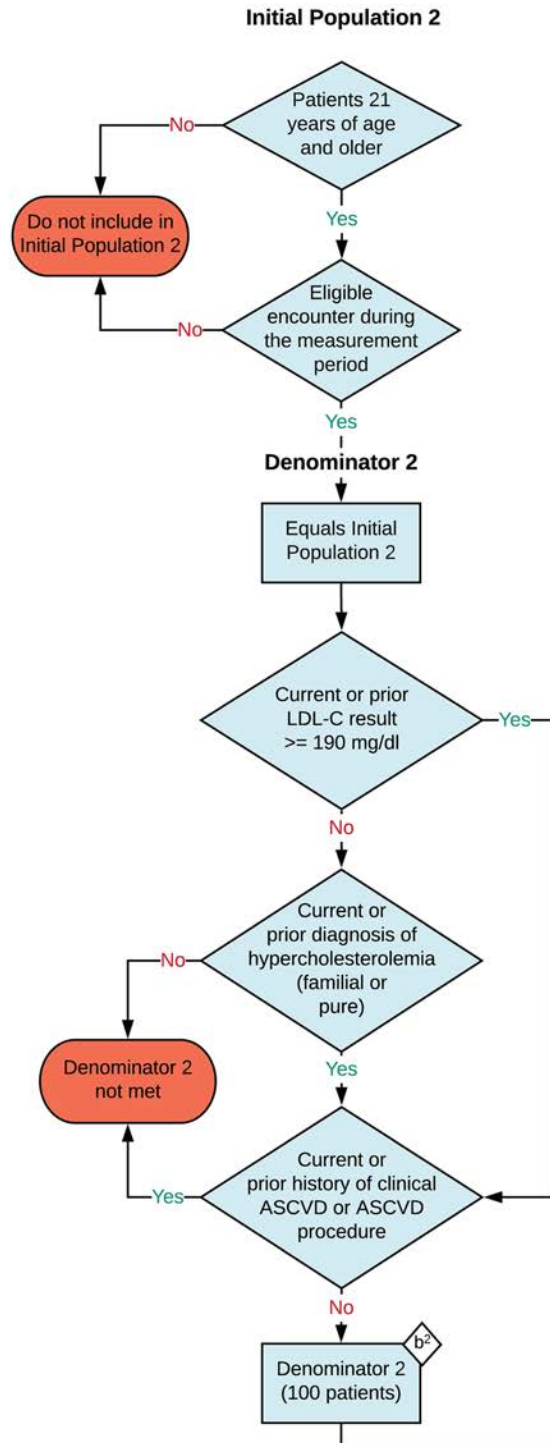 Initial Population 2
Patients 21
years of age
and older
No
Do not include in
Initial Population 2
Yes
Eligible
encounter during
the measurement
period
No
Yes
Denominator 2
Equals Initial
Population 2
Current or prior
LDL-C result
>= 190 mg/dl
Yes
No
Current or
prior diagnosis of
hypercholesterolemia
(familial or
pure)
No
Denominator 2
not met
Yes
Current or
prior history of clinical
ASCVD or ASCVD
procedure
Yes
No
b²
Denominator 2
(100 patients)